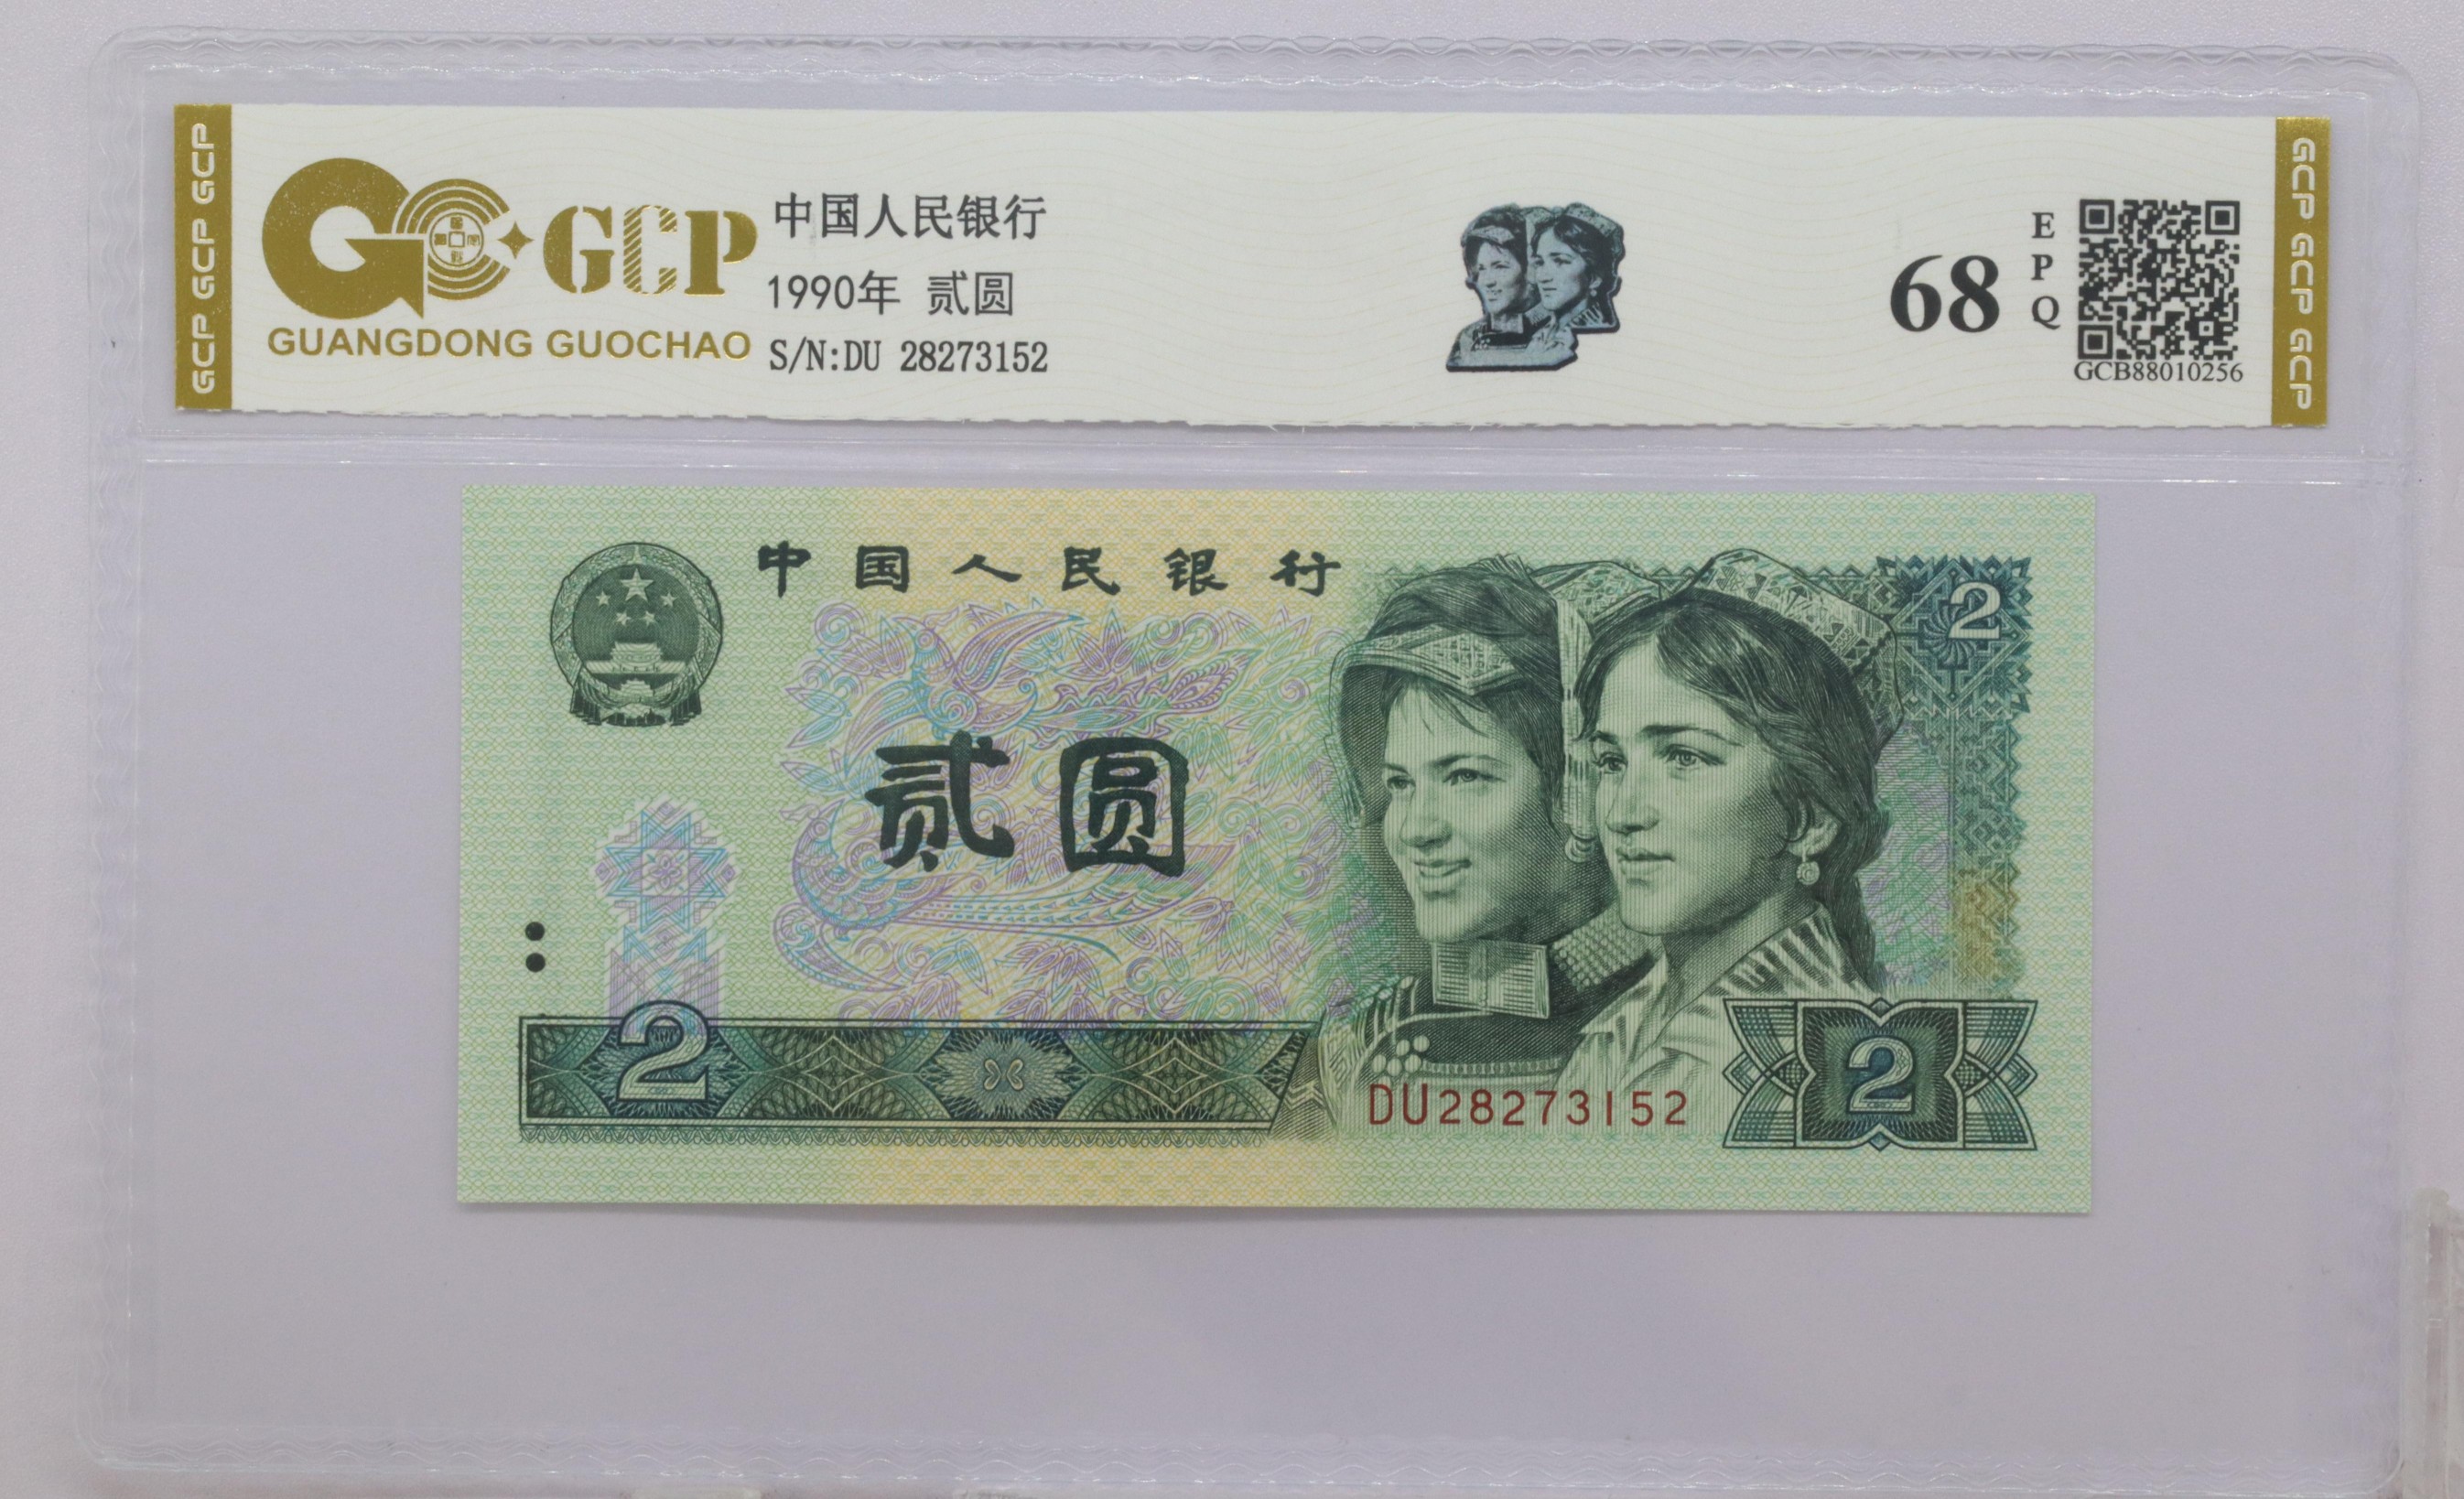 GCP GCP GCP
GCP
GUANGDONG GUOCHAO
中国人民银行
1990年 贰圆
S/N:DU 28273152
68
EPQ
GCB88010256
GCP GCP GCP
中国人民银行
2
贰圆
2
DU28273152
2